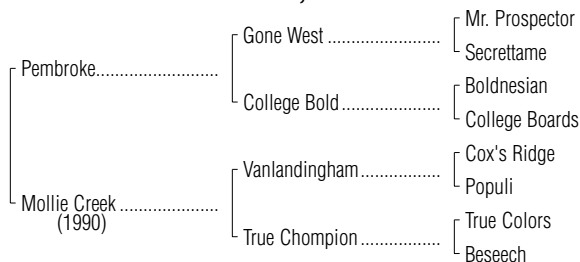 Mr. Prospector
Gone West ........................
Secrettame
Pembroke..........................
Boldnesian
College Bold .....................
College Boards
Cox's Ridge
Vanlandingham.................
Populi
Mollie Creek .....................
(1990)
True Colors
True Chompion .................
Beseech